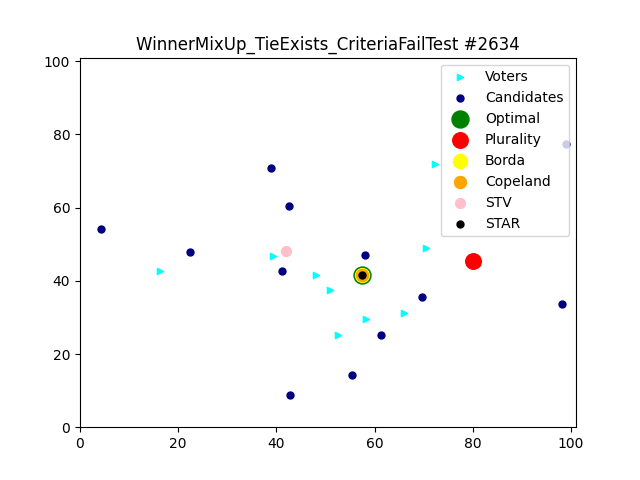 WinnerMixUp_TieExists_CriteriaFailTest #2634
100
80
60
40
20
0
0 20 40 60 80 100
Voters
Candidates
Optimal
Plurality
Borda
Copeland
STV
STAR